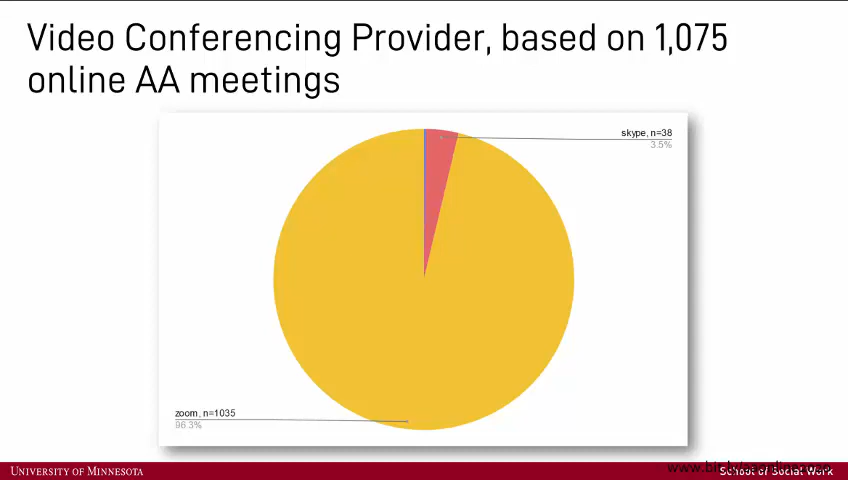 Video Conferencing Provider, based on 1,075
online AA meetings
skype, n=38
3.5%
zoom, n=1035
96.3%
UNIVERSITY OF MINNESOTA
School of Social Work